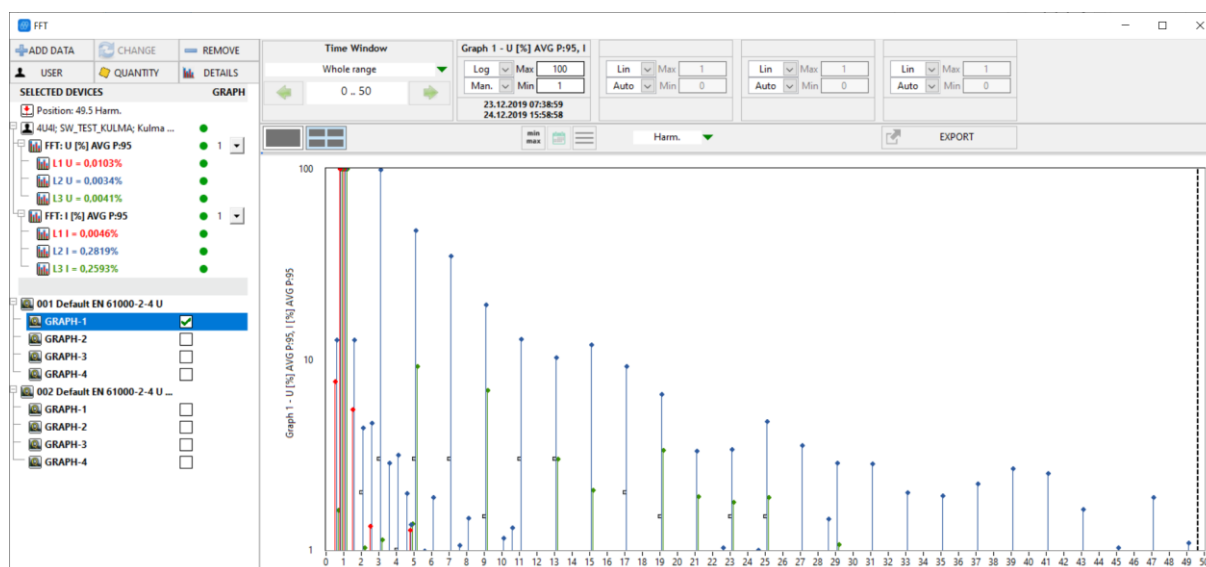 FFT
ADD DATA CHANGE REMOVE
USER QUANTITY DETAILS
SELECTED DEVICES GRAPH
Position: 49.5 Harm.
4U4I; SW_TEST_KULMA; Kulma ...
FFT: U [%] AVG P:95 1
L1 U = 0,0103%
L2 U = 0,0034%
L3 U = 0,0041%
FFT: I [%] AVG P:95 1
L1 I = 0,0046%
L2 I = 0,2819%
L3 I = 0,2593%
001 Default EN 61000-2-4 U
GRAPH-1
GRAPH-2
GRAPH-3
GRAPH-4
002 Default EN 61000-2-4 U ...
GRAPH-1
GRAPH-2
GRAPH-3
GRAPH-4
Time Window
Whole range
0 .. 50
Graph 1 - U [%] AVG P:95, I
Log Max 100
Man. Min 1
23.12.2019 07:38:59
24.12.2019 15:58:58
Lin Max 1
Auto Min 0
Lin Max 1
Auto Min 0
Lin Max 1
Auto Min 0
min
max
Harm.
EXPORT
Graph 1 - U [%] AVG P:95, I [%] AVG P:95
100
10
1
0 1 2 3 4 5 6 7 8 9 10 11 12 13 14 15 16 17 18 19 20 21 22 23 24 25 26 27 28 29 30 31 32 33 34 35 36 37 38 39 40 41 42 43 44 45 46 47 48 49 50